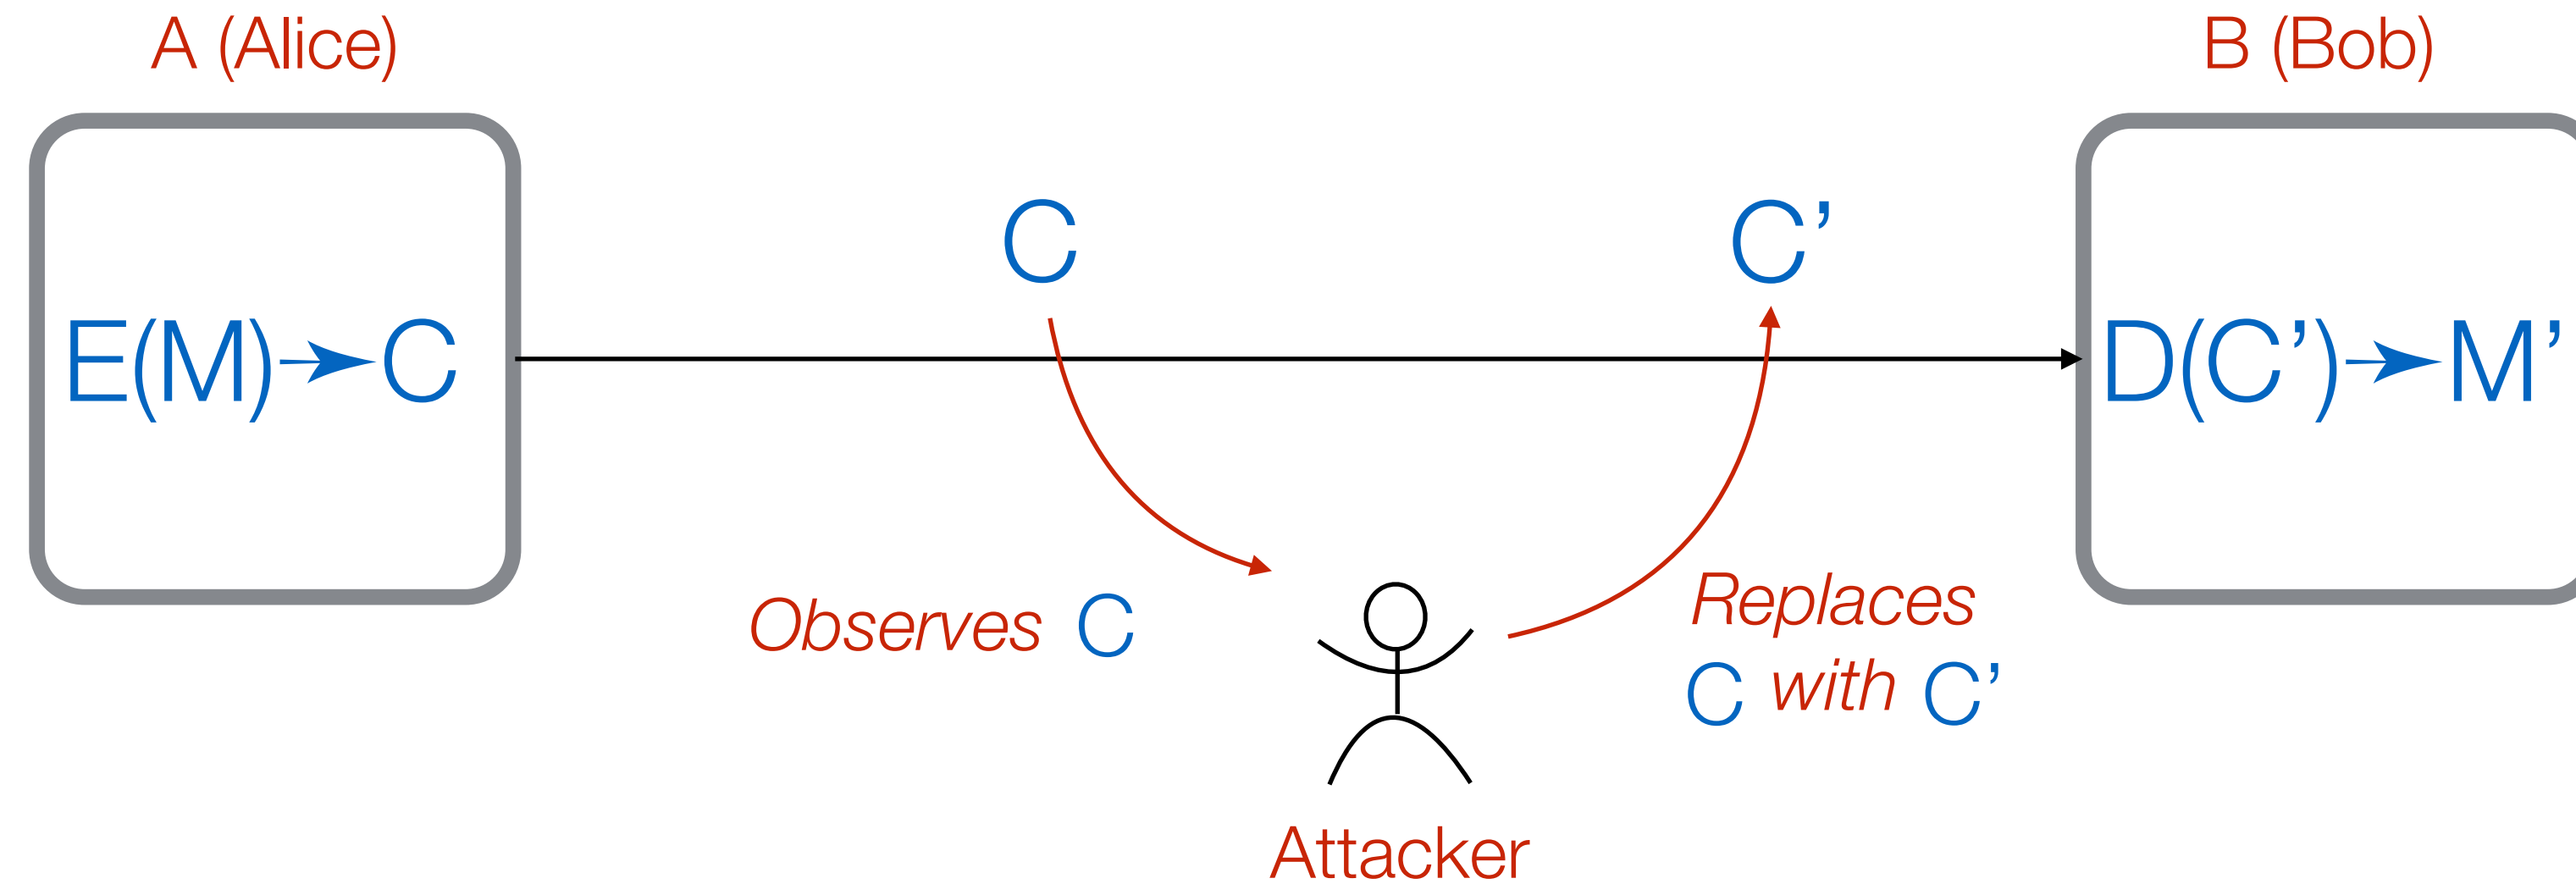 A (Alice)
B (Bob)
C
C’
E(M)➛C
D(C’)➛M’
Observes C
Replaces
C with C’
Attacker